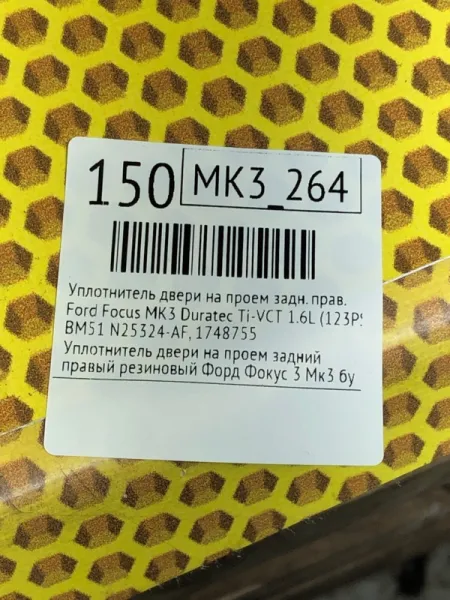 150 MK3_264
Уплотнитель двери на проем задн. прав.
Ford Focus MK3 Duratec Ti-VCT 1.6L (123PS
BM51 N25324-AF, 1748755
Уплотнитель двери на проем задний
правый резиновый Форд Фокус 3 Мк3 бу